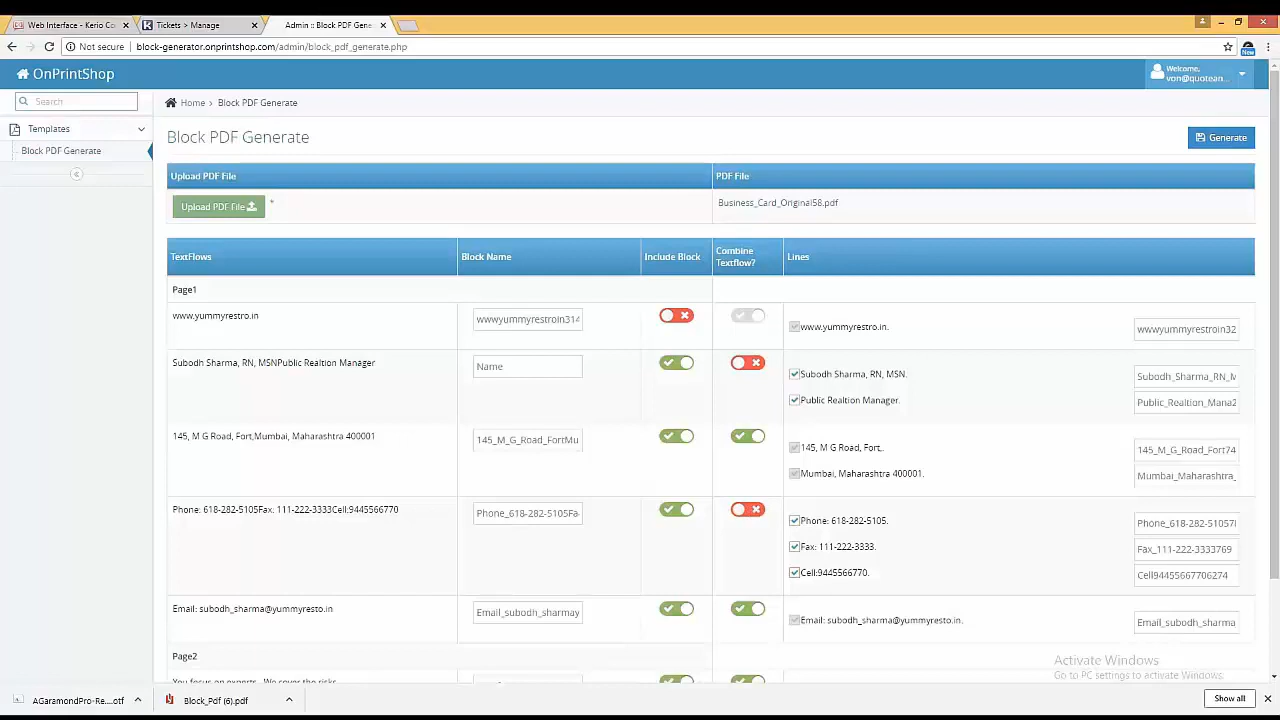 Web Interface - Kerio Co
Tickets > Manage
Admin :: Block PDF Gene
Not secure
block-generator.onprintshop.com/admin/block_pdf_generate.php
New
OnPrintShop
Welcome,
von@quotean...
Search
Home › Block PDF Generate
Templates
Block PDF Generate
Block PDF Generate
Generate
Upload PDF File
PDF File
Upload PDF File *
Business_Card_Original58.pdf
TextFlows
Block Name
Include Block
Combine
Textflow?
Lines
Page1
www.yummyrestro.in
wwwyummyrestroin314
www.yummyrestro.in.
wwwyummyrestroin32
Subodh Sharma, RN, MSNPublic Realtion Manager
Name
Subodh Sharma, RN, MSN.
Subodh_Sharma_RN_M
Public Realtion Manager.
Public_Realtion_Mana2
145, M G Road, Fort,Mumbai, Maharashtra 400001
145_M_G_Road_FortMu
145, M G Road, Fort,.
145_M_G_Road_Fort74
Mumbai, Maharashtra 400001.
Mumbai_Maharashtra_
Phone: 618-282-5105Fax: 111-222-3333Cell;9445566770
Phone_618-282-5105Fa-
Phone: 618-282-5105.
Phone_618-282-51057
Fax: 111-222-3333.
Fax_111-222-3333769
Cell:9445566770.
Cell94455667706274
Email: subodh_sharma@yummyresto.in
Email_subodh_sharmay
Email: subodh_sharma@yummyresto.in.
Email_subodh_sharma
Page2
You focus on experts. We cover the risks
Activate Windows
Go to PC settings to activate Windows.
AGaramondPro-Re....otf
Block_Pdf (6).pdf
Show all